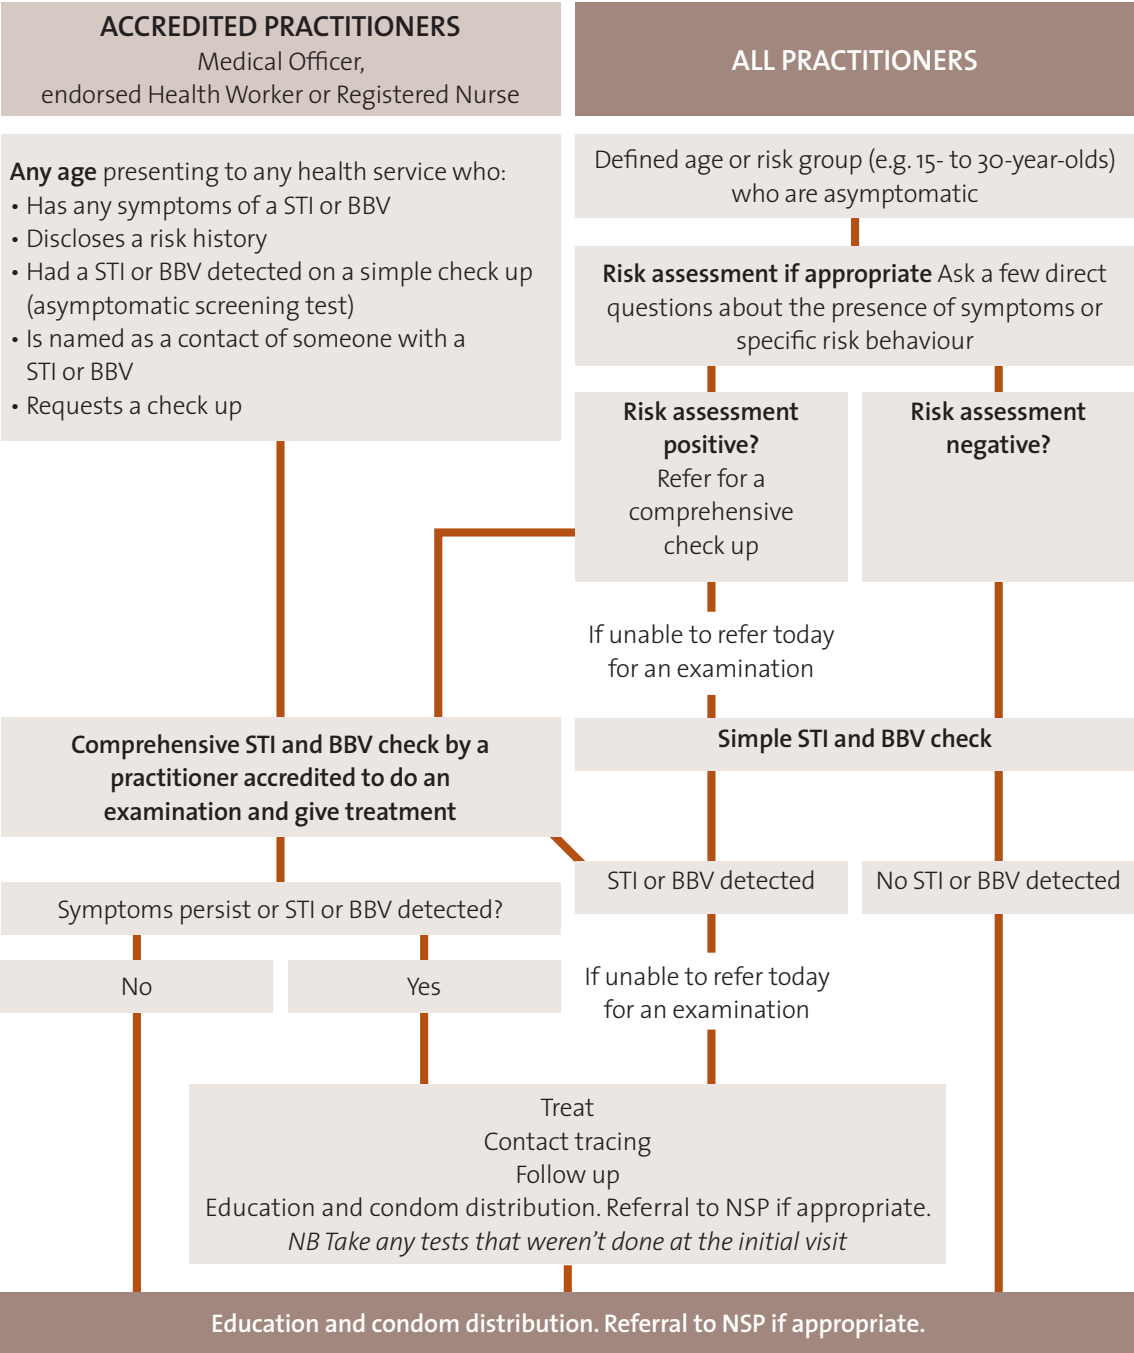 ACCREDITED PRACTITIONERS
Medical Officer,
endorsed Health Worker or Registered Nurse
ALL PRACTITIONERS
Any age presenting to any health service who:
• Has any symptoms of a STI or BBV
• Discloses a risk history
• Had a STI or BBV detected on a simple check up
(asymptomatic screening test)
• Is named as a contact of someone with a
STI or BBV
• Requests a check up
Defined age or risk group (e.g. 15- to 30-year-olds)
who are asymptomatic
Risk assessment if appropriate Ask a few direct
questions about the presence of symptoms or
specific risk behaviour
Risk assessment
positive?
Refer for a
comprehensive
check up
Risk assessment
negative?
If unable to refer today
for an examination
Comprehensive STI and BBV check by a
practitioner accredited to do an
examination and give treatment
Simple STI and BBV check
STI or BBV detected
No STI or BBV detected
Symptoms persist or STI or BBV detected?
No
Yes
If unable to refer today
for an examination
Treat
Contact tracing
Follow up
Education and condom distribution. Referral to NSP if appropriate.
NB Take any tests that weren’t done at the initial visit
Education and condom distribution. Referral to NSP if appropriate.